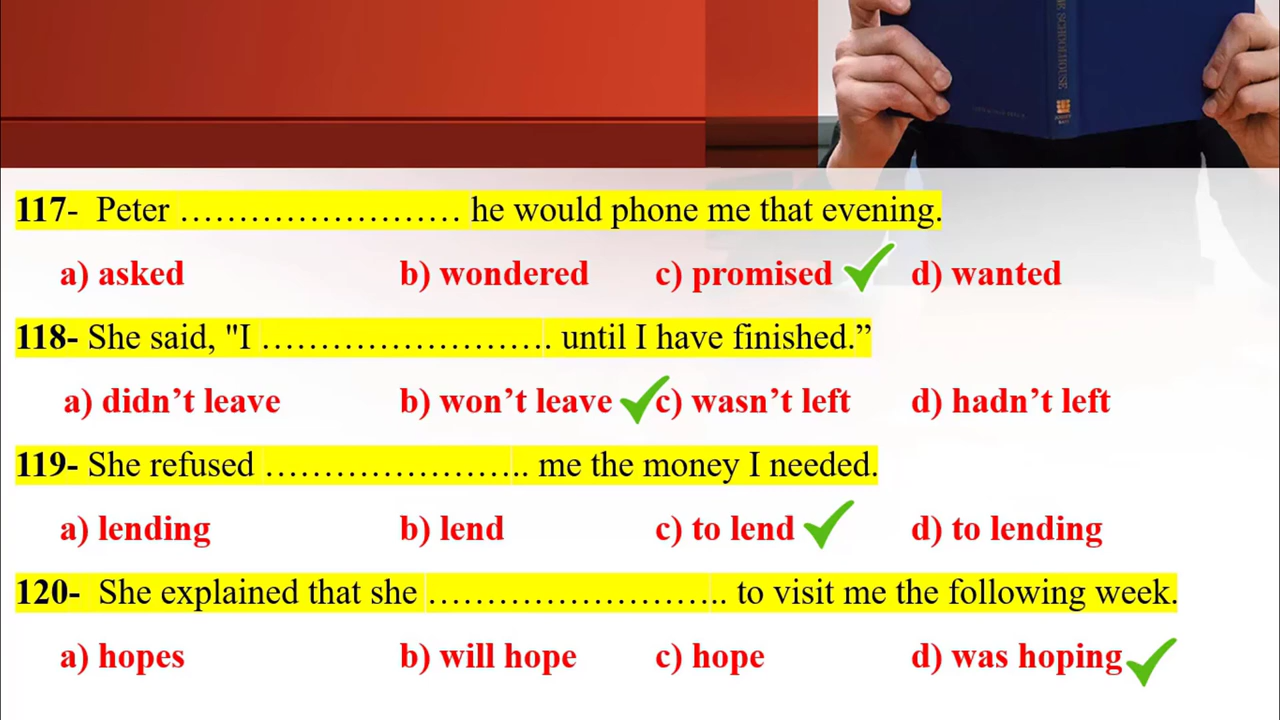 117- Peter …………………… he would phone me that evening.
a) asked b) wondered c) promised d) wanted
118- She said, "I ……………………. until I have finished.”
a) didn’t leave b) won’t leave c) wasn’t left d) hadn’t left
119- She refused ………………….. me the money I needed.
a) lending b) lend c) to lend d) to lending
120- She explained that she …………………….. to visit me the following week.
a) hopes b) will hope c) hope d) was hoping